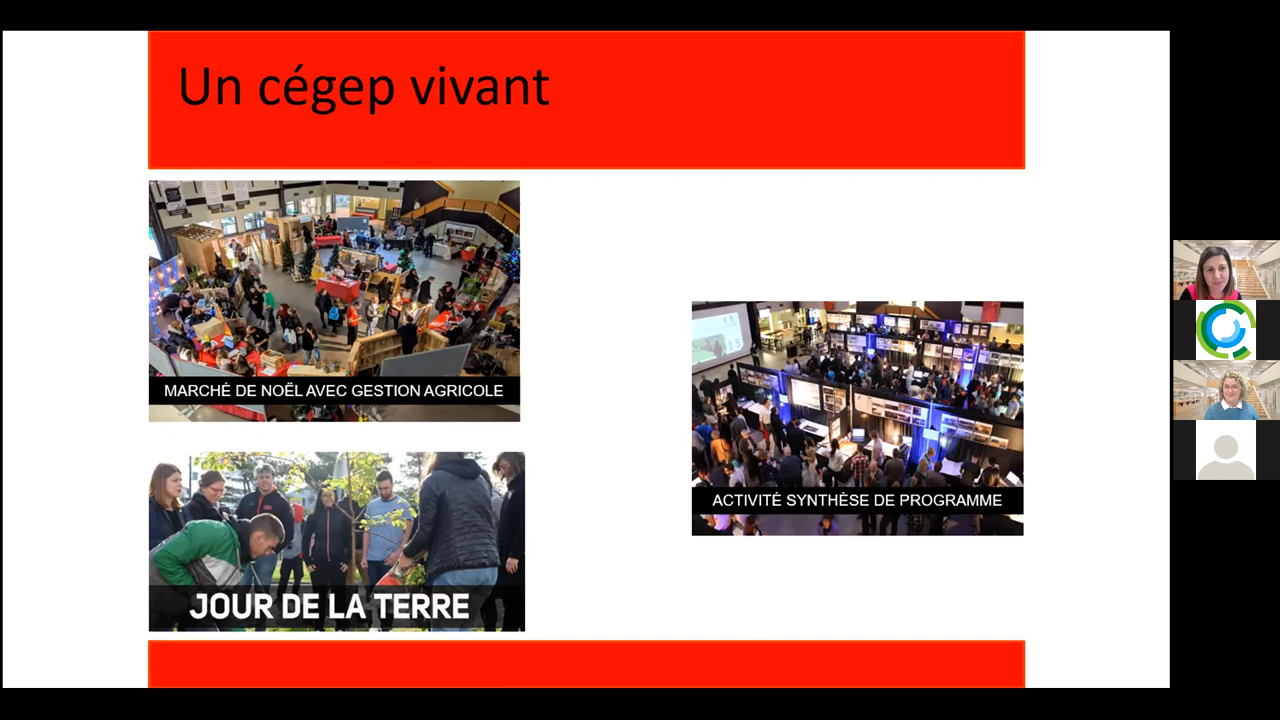 Un cégep vivant
MARCHÉ DE NOËL AVEC GESTION AGRICOLE
ACTIVITÉ SYNTHÈSE DE PROGRAMME
JOUR DE LA TERRE